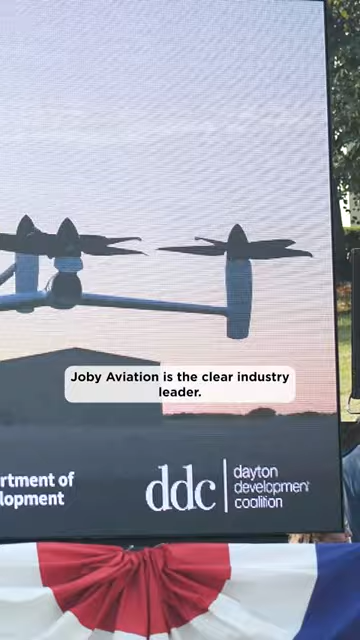 Joby Aviation is the clear industry
leader.
rtment of
lopment
ddc
dayton
development
coalition